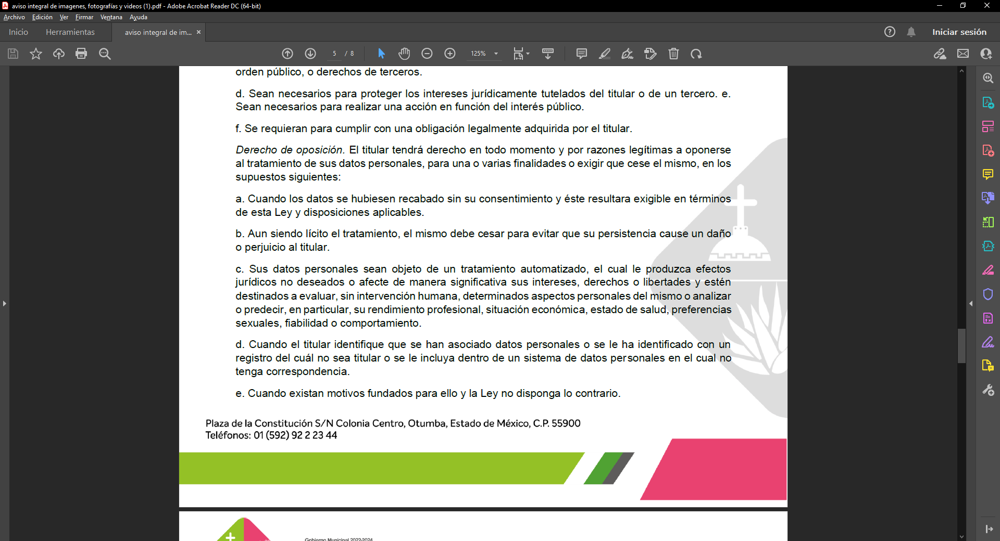 aviso integral de imagenes, fotografías y videos (1).pdf - Adobe Acrobat Reader DC (64-bit)
Archivo Edición Ver Firmar Ventana Ayuda
Inicio Herramientas aviso integral de im... Iniciar sesión
5 / 8 125%
orden público, o derechos de terceros.
d. Sean necesarios para proteger los intereses jurídicamente tutelados del titular o de un tercero. e.
Sean necesarios para realizar una acción en función del interés público.
f. Se requieran para cumplir con una obligación legalmente adquirida por el titular.
Derecho de oposición. El titular tendrá derecho en todo momento y por razones legítimas a oponerse
al tratamiento de sus datos personales, para una o varias finalidades o exigir que cese el mismo, en los
supuestos siguientes:
a. Cuando los datos se hubiesen recabado sin su consentimiento y éste resultara exigible en términos
de esta Ley y disposiciones aplicables.
b. Aun siendo lícito el tratamiento, el mismo debe cesar para evitar que su persistencia cause un daño
o perjuicio al titular.
c. Sus datos personales sean objeto de un tratamiento automatizado, el cual le produzca efectos
jurídicos no deseados o afecte de manera significativa sus intereses, derechos o libertades y estén
destinados a evaluar, sin intervención humana, determinados aspectos personales del mismo o analizar
o predecir, en particular, su rendimiento profesional, situación económica, estado de salud, preferencias
sexuales, fiabilidad o comportamiento.
d. Cuando el titular identifique que se han asociado datos personales o se le ha identificado con un
registro del cuál no sea titular o se le incluya dentro de un sistema de datos personales en el cual no
tenga correspondencia.
e. Cuando existan motivos fundados para ello y la Ley no disponga lo contrario.
Plaza de la Constitución S/N Colonia Centro, Otumba, Estado de México, C.P. 55900
Teléfonos: 01 (592) 92 2 23 44
Gobierno Municipal 2022-2024